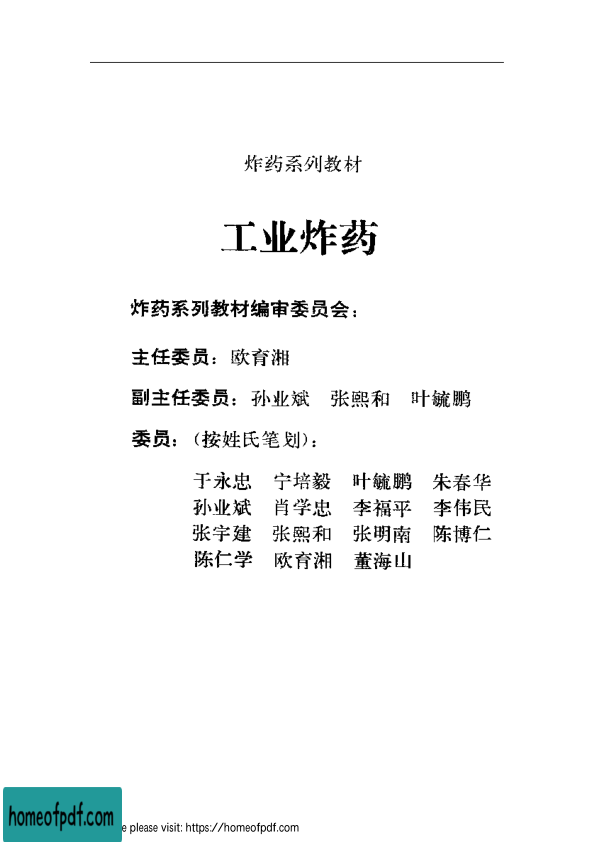 炸药系列教材
工业炸药
炸药系列教材编审委员会：
主任委员：欧育湘
副主任委员：孙业斌 张熙和 叶毓鹏
委员：（按姓氏笔划）：
于永忠 宁培毅 叶毓鹏 朱春华
孙业斌 肖学忠 李福平 李伟民
张宇建 张熙和 张明南 陈博仁
陈仁学 欧育湘 董海山
homeofpdf.com
e please visit: https://homeofpdf.com